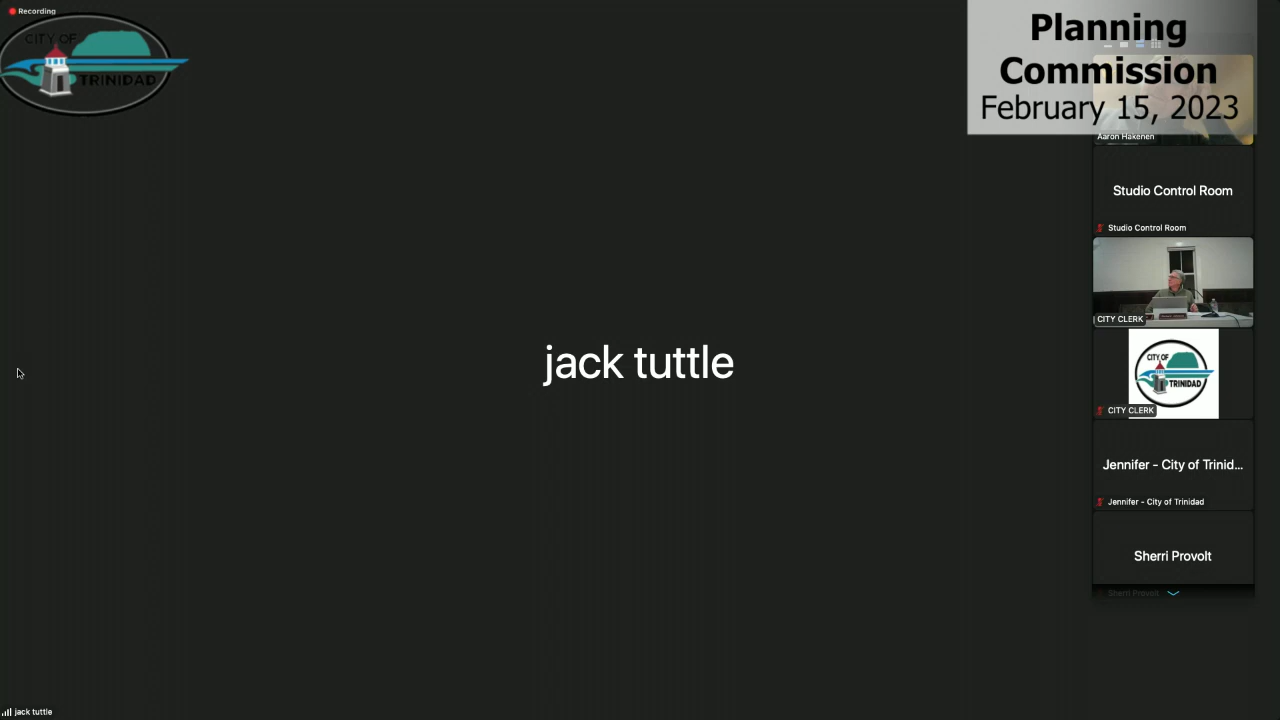 Recording
CITY OF
TRINIDAD
Planning
Commission
February 15, 2023
Aaron Hakenen
Studio Control Room
Studio Control Room
CITY CLERK
CITY OF
TRINIDAD
CITY CLERK
jack tuttle
Jennifer - City of Trinid...
Jennifer - City of Trinidad
Sherri Provolt
Sherri Provolt
jack tuttle